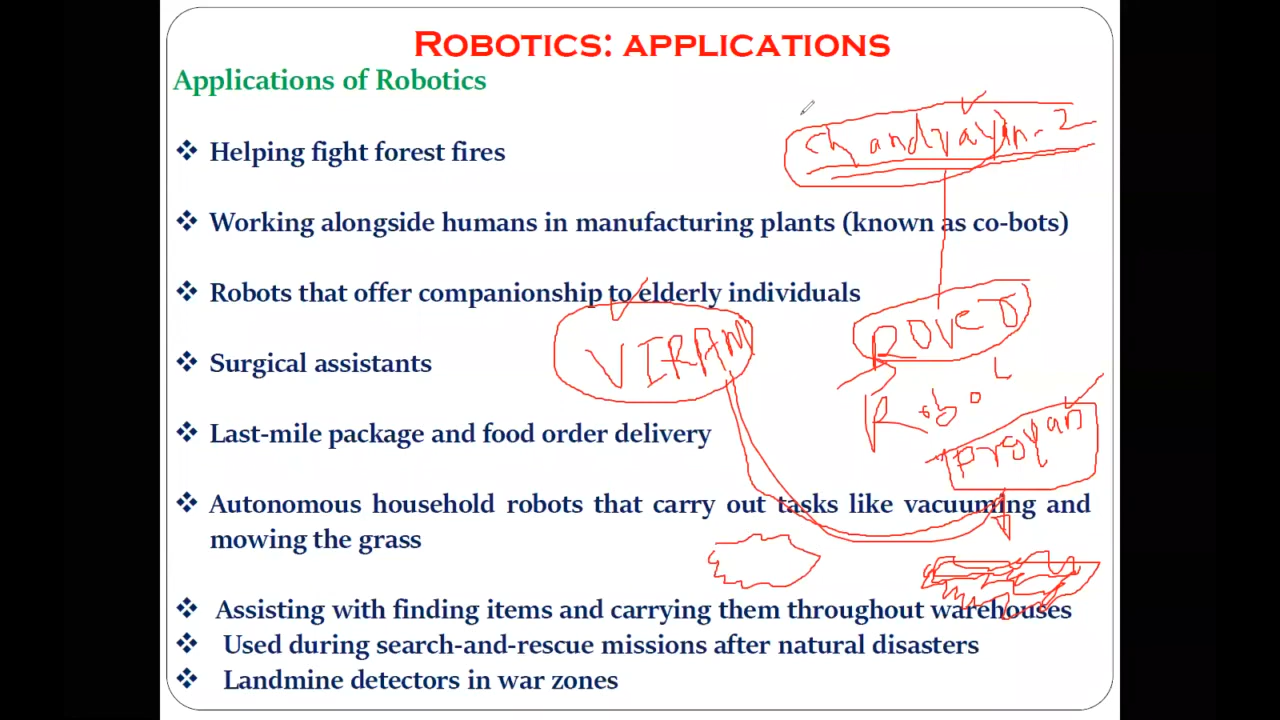 ROBOTICS: APPLICATIONS
Applications of Robotics
Chandrayan-2
❖ Helping fight forest fires
❖ Working alongside humans in manufacturing plants (known as co-bots)
❖ Robots that offer companionship to elderly individuals
Rover
VIRAM
❖ Surgical assistants
Robot
Proyan
❖ Last-mile package and food order delivery
❖ Autonomous household robots that carry out tasks like vacuuming and
mowing the grass
❖ Assisting with finding items and carrying them throughout warehouses
❖ Used during search-and-rescue missions after natural disasters
❖ Landmine detectors in war zones